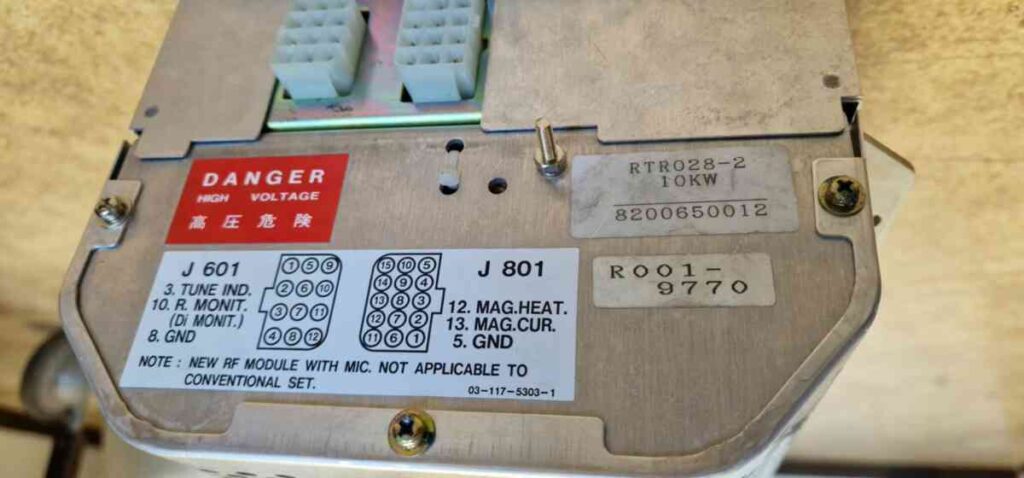 DANGER
HIGH VOLTAGE
高圧危険
RTR028-2
10KW
8200650012
R001-
9770
J 601
3. TUNE IND.
10. R. MONIT.
(Di MONIT.)
8. GND
1 5 9
2 6 10
3 7 11
4 8 12
15 10 5
14 9 4
13 8 3
12 7 2
11 6 1
J 801
12. MAG.HEAT.
13. MAG.CUR.
5. GND
NOTE : NEW RF MODULE WITH MIC. NOT APPLICABLE TO
CONVENTIONAL SET.
03-117-5303-1